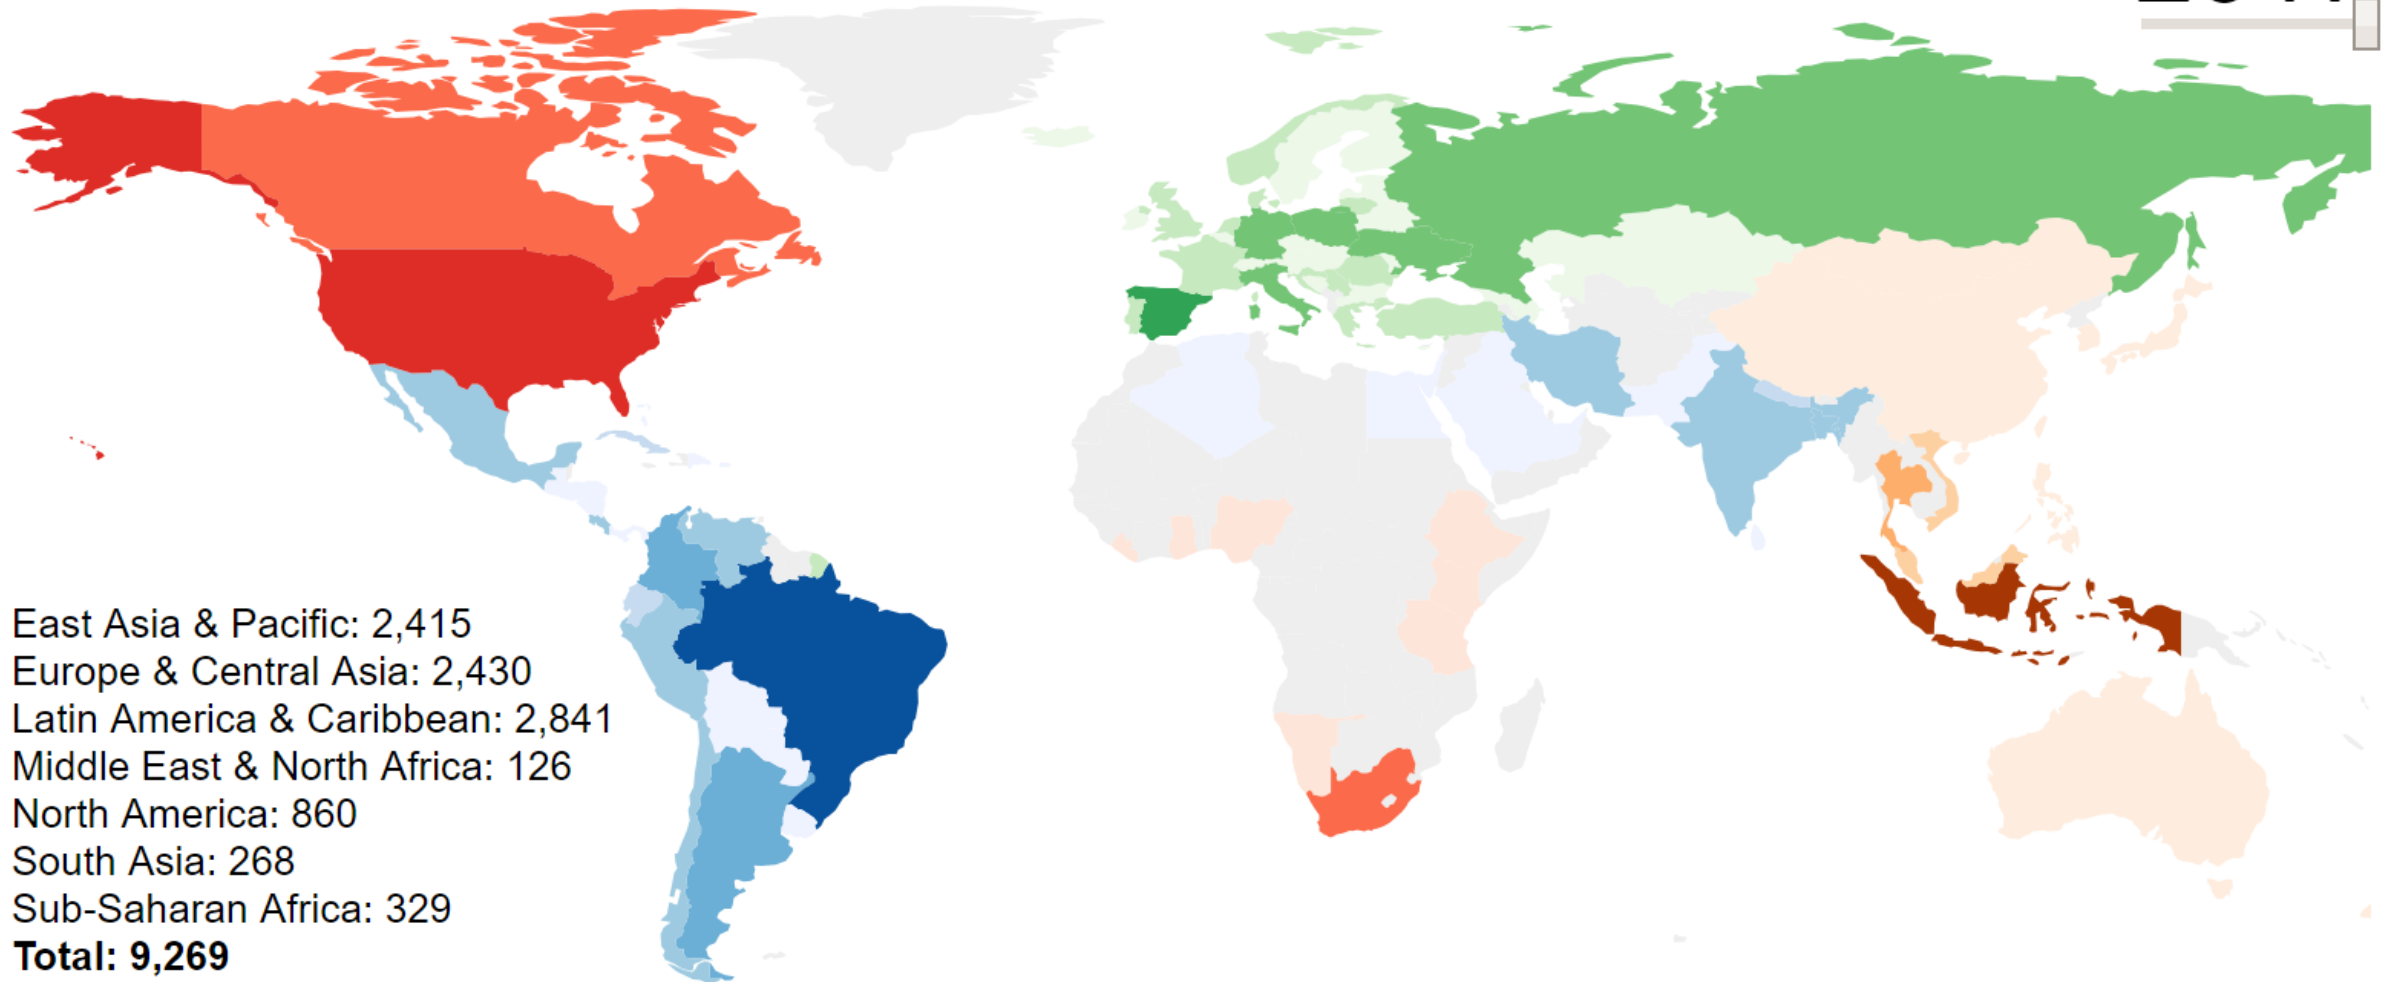 East Asia & Pacific: 2,415
Europe & Central Asia: 2,430
Latin America & Caribbean: 2,841
Middle East & North Africa: 126
North America: 860
South Asia: 268
Sub-Saharan Africa: 329
Total: 9,269